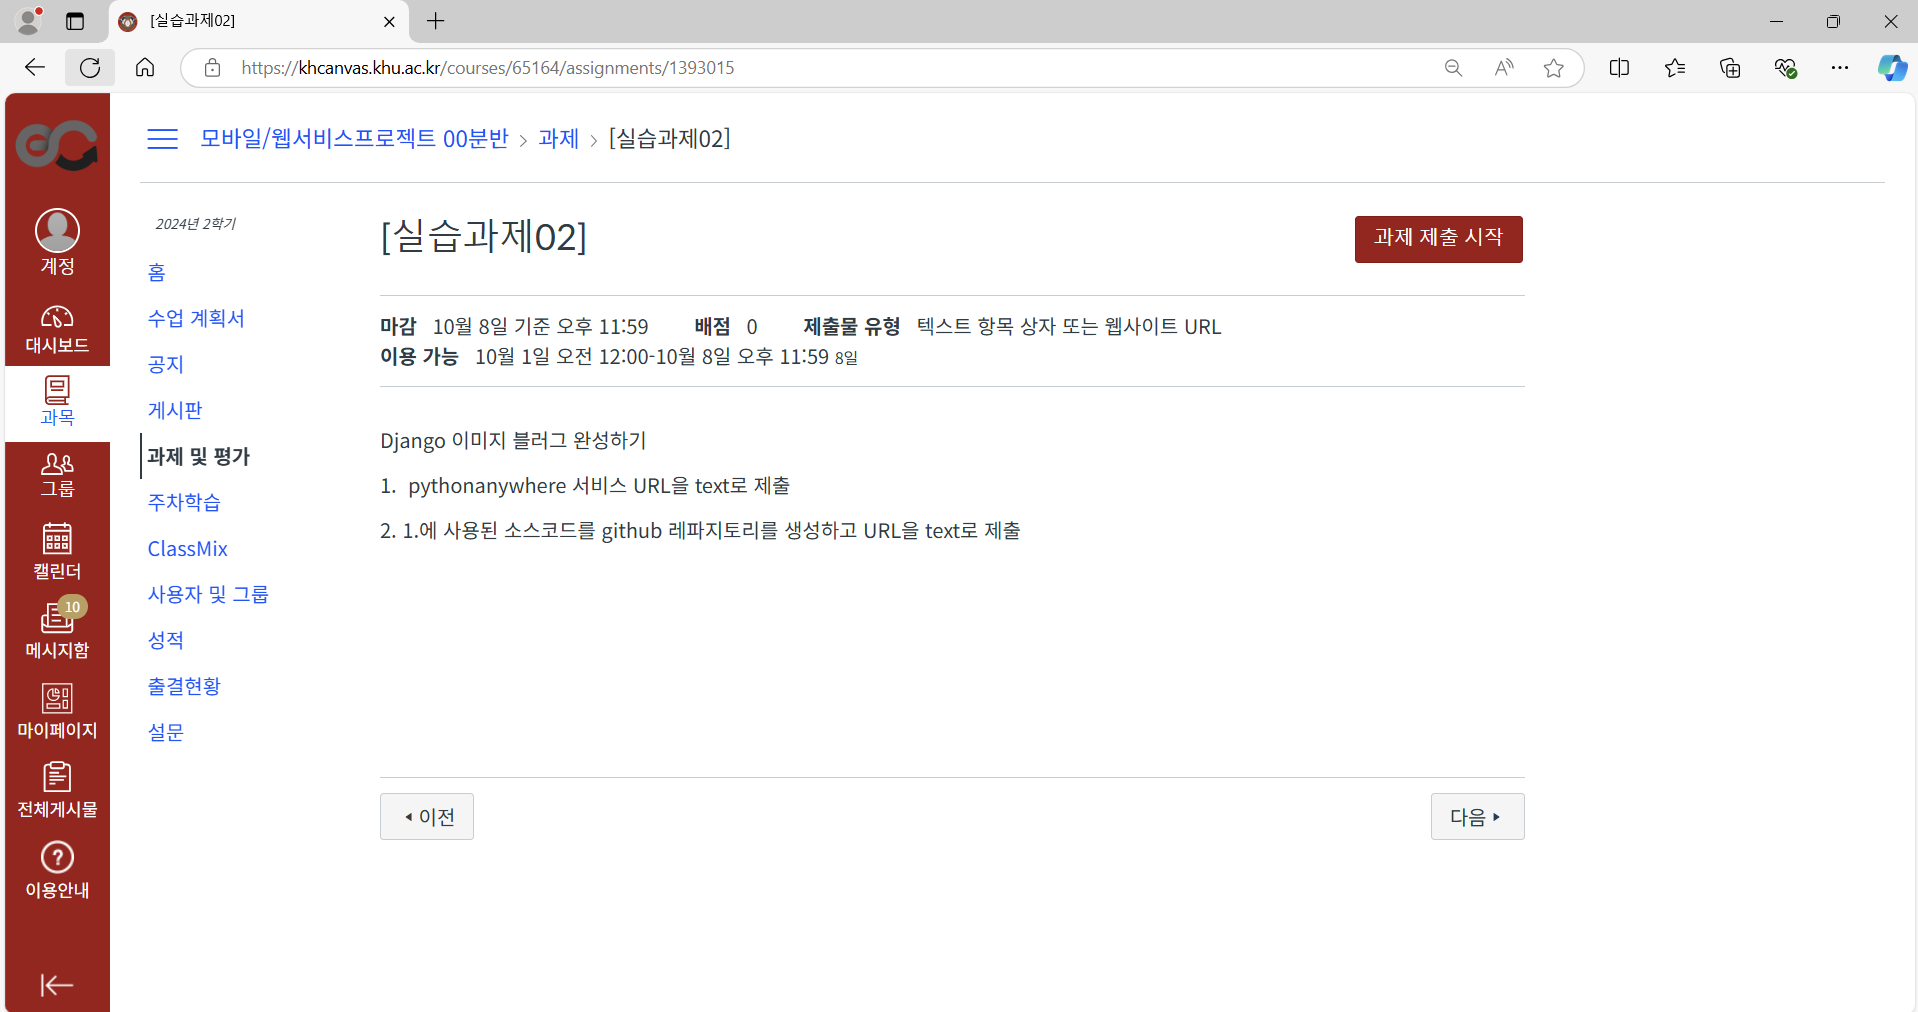 [실습과제02]
https://khcanvas.khu.ac.kr/courses/65164/assignments/1393015
모바일/웹서비스프로젝트 00분반 > 과제 > [실습과제02]
계정
대시보드
과목
그룹
캘린더
10
메시지함
마이페이지
전체게시물
이용안내
2024년 2학기
홈
수업 계획서
공지
게시판
과제 및 평가
주차학습
ClassMix
사용자 및 그룹
성적
출결현황
설문
[실습과제02]
과제 제출 시작
마감 10월 8일 기준 오후 11:59 배점 0 제출물 유형 텍스트 항목 상자 또는 웹사이트 URL
이용 가능 10월 1일 오전 12:00-10월 8일 오후 11:59 8일
Django 이미지 블러그 완성하기
1. pythonanywhere 서비스 URL을 text로 제출
2. 1.에 사용된 소스코드를 github 레파지토리를 생성하고 URL을 text로 제출
이전
다음